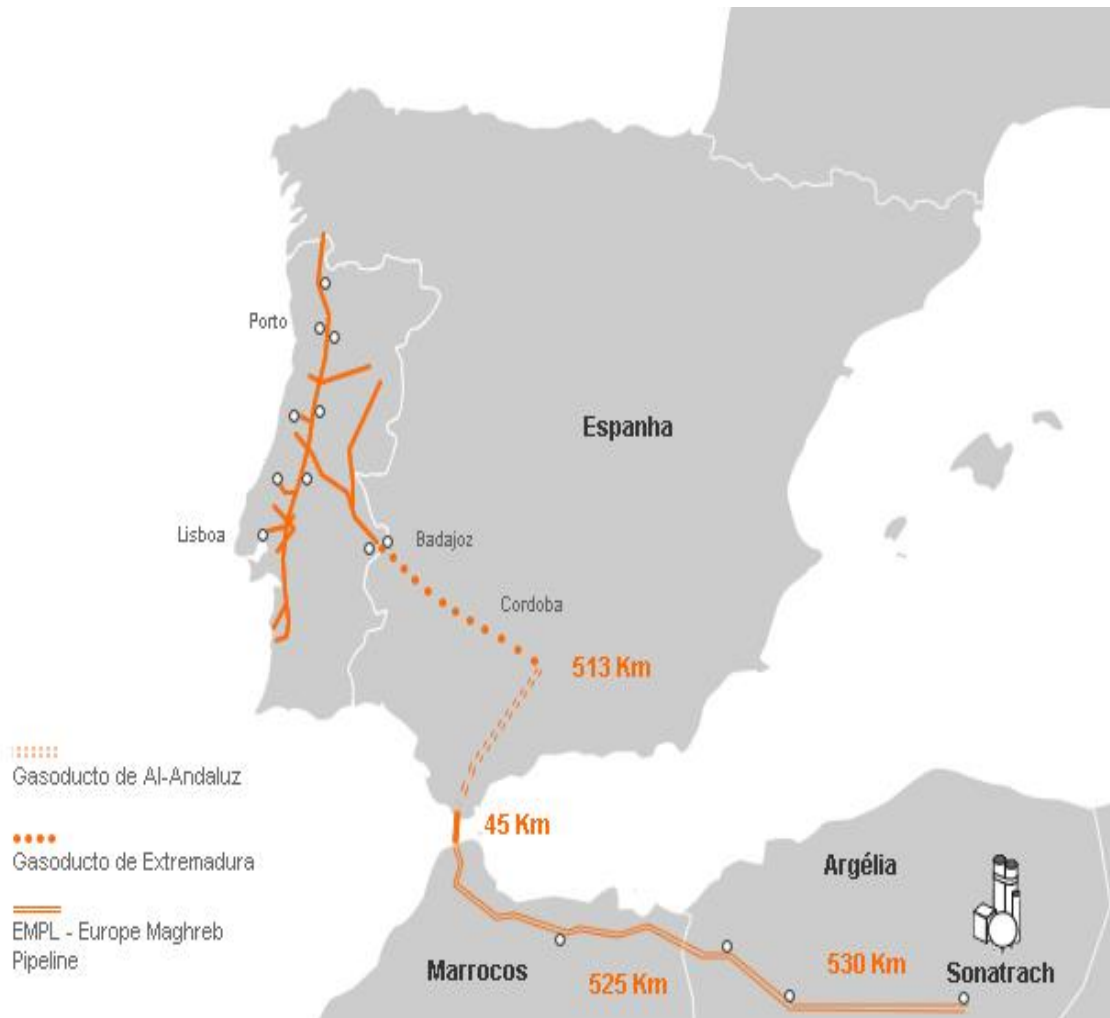 Porto
Espanha
Lisboa
Badajoz
Cordoba
513 Km
Gasoducto de Al-Andaluz
45 Km
Gasoducto de Extremadura
Argélia
EMPL - Europe Maghreb
Pipeline
Marrocos
525 Km
530 Km
Sonatrach